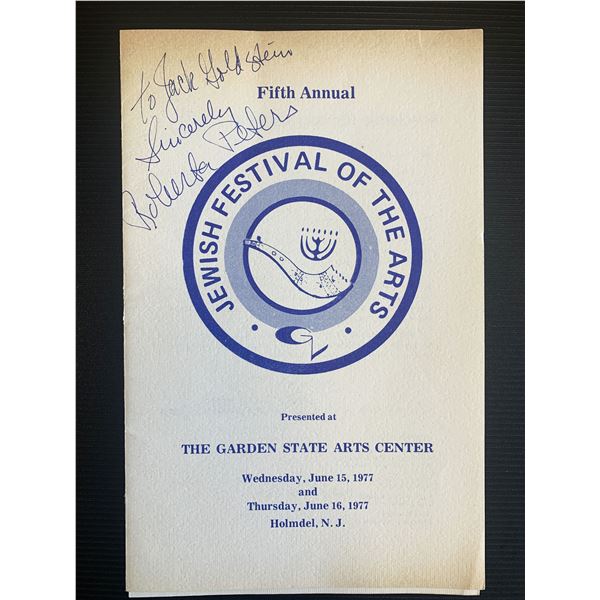 to Jack Goldstein
Sincerely
Roberta Peters
Fifth Annual
JEWISH FESTIVAL OF THE ARTS
Presented at
THE GARDEN STATE ARTS CENTER
Wednesday, June 15, 1977
and
Thursday, June 16, 1977
Holmdel, N. J.